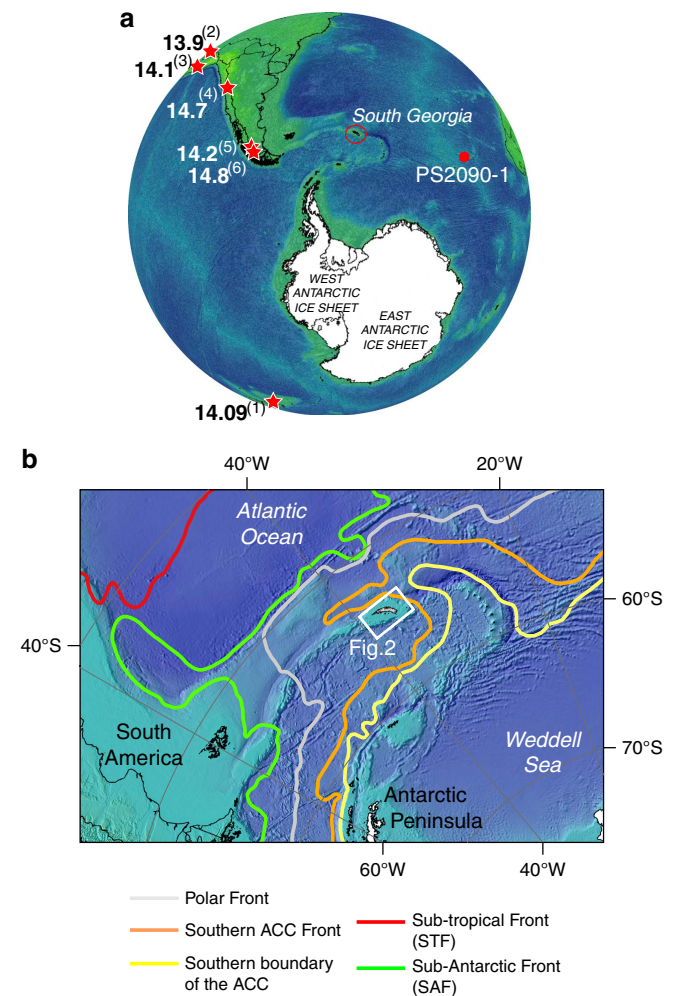 a
13.9(2)
14.1(3)
14.7(4)
South Georgia
14.2(5)
14.8(6)
PS2090-1
WEST
ANTARCTIC
ICE SHEET
EAST
ANTARCTIC
ICE SHEET
14.09(1)
b
40°W
20°W
Atlantic
Ocean
60°S
40°S
Fig.2
South
America
Weddell
Sea
70°S
Antarctic
Peninsula
60°W
40°W
Polar Front
Southern ACC Front
Southern boundary
of the ACC
Sub-tropical Front
(STF)
Sub-Antarctic Front
(SAF)